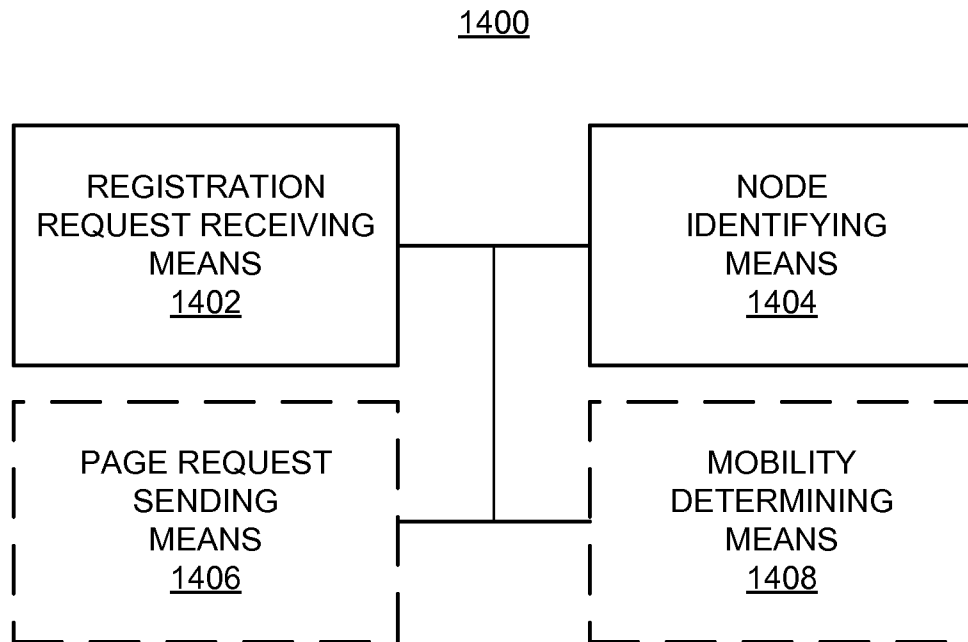 1400
REGISTRATION
REQUEST RECEIVING
MEANS
1402
NODE
IDENTIFYING
MEANS
1404
PAGE REQUEST
SENDING
MEANS
1406
MOBILITY
DETERMINING
MEANS
1408